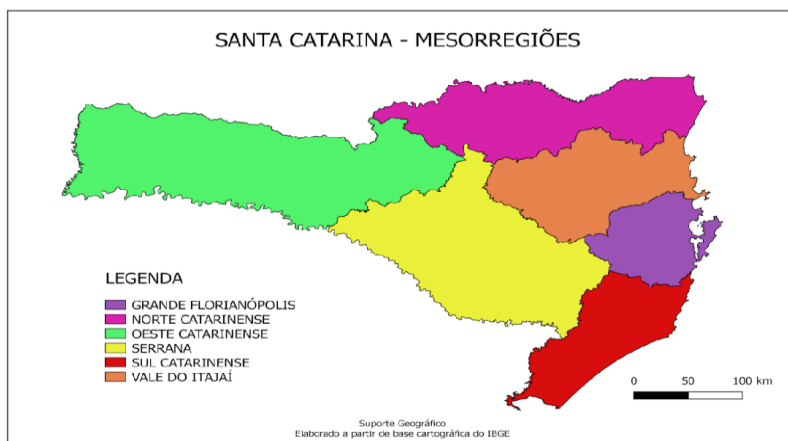 SANTA CATARINA - MESORREGIÕES
LEGENDA
GRANDE FLORIANÓPOLIS
NORTE CATARINENSE
OESTE CATARINENSE
SERRANA
SUL CATARINENSE
VALE DO ITAJAÍ
0 50 100 km
Suporte Geográfico
Elaborado a partir de base cartográfica do IBGE